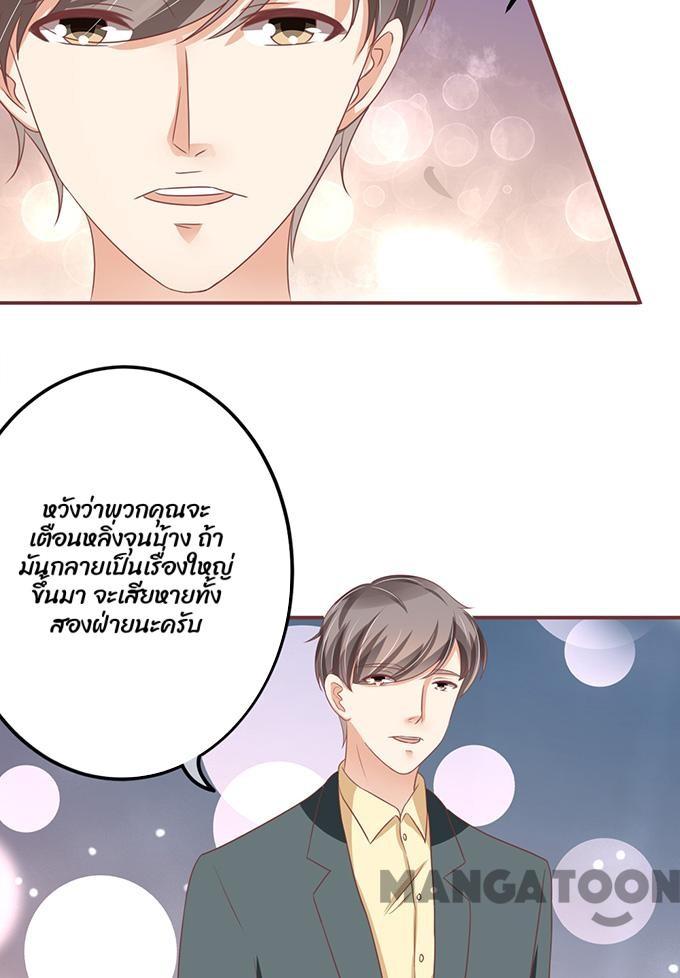 หวังว่าพวกคุณจะ
เตือนหลิ่งจุนบ้าง ถ้า
มันกลายเป็นเรื่องใหญ่
ขึ้นมา จะเสียหายทั้ง
สองฝ่ายนะครับ
MANGATOON